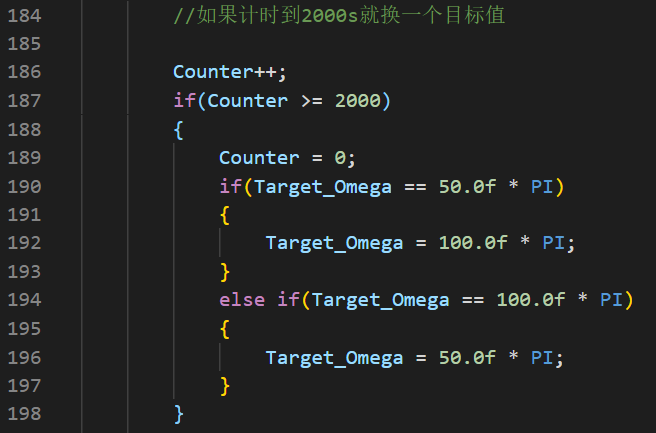 184 //如果计时到2000s就换一个目标值
185
186 Counter++;
187 if(Counter >= 2000)
188 {
189 Counter = 0;
190 if(Target_Omega == 50.0f * PI)
191 {
192 Target_Omega = 100.0f * PI;
193 }
194 else if(Target_Omega == 100.0f * PI)
195 {
196 Target_Omega = 50.0f * PI;
197 }
198 }